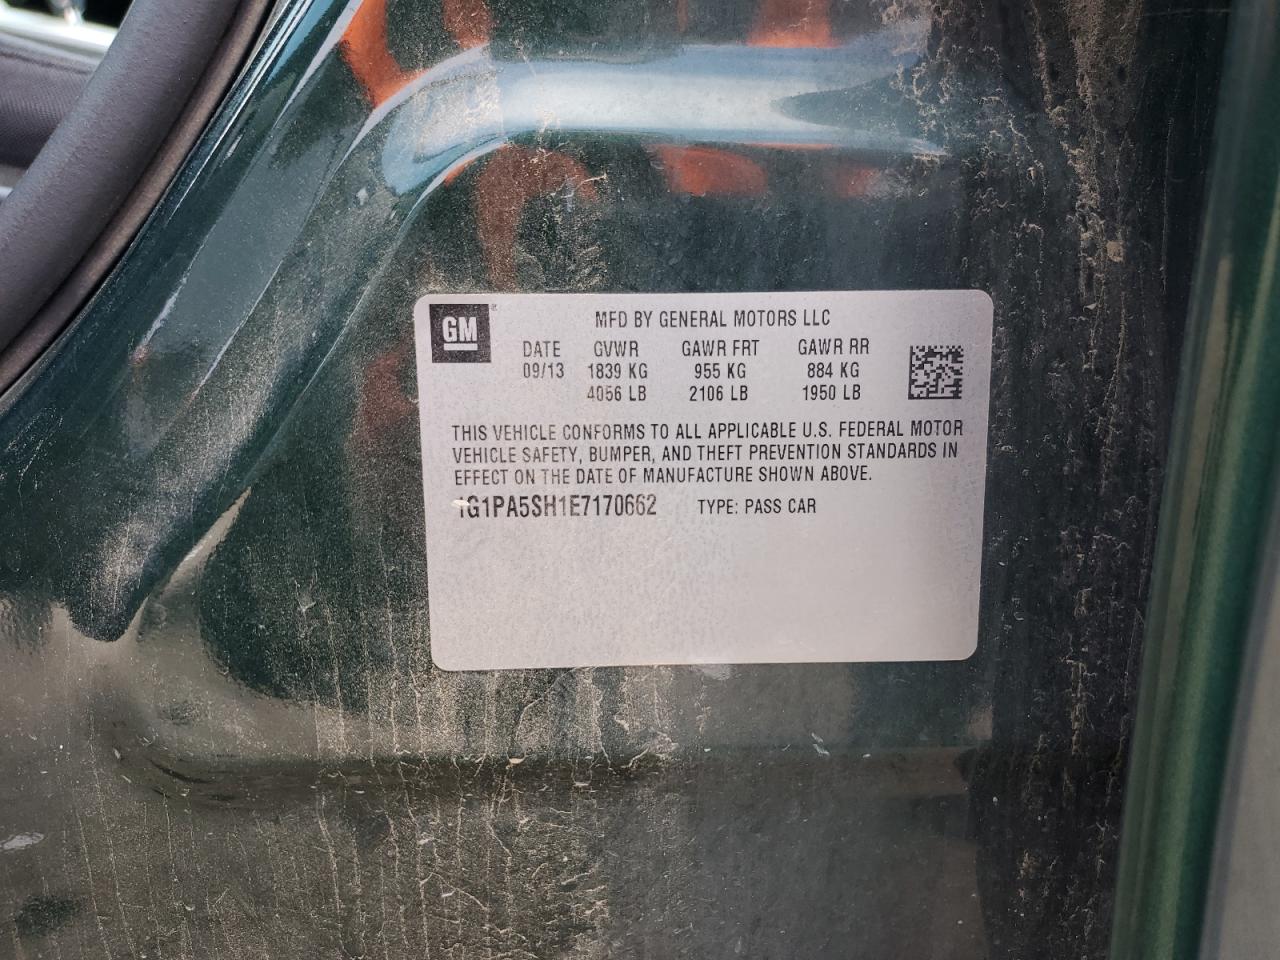 GM®
MFD BY GENERAL MOTORS LLC
DATE GVWR GAWR FRT GAWR RR
09/13 1839 KG 955 KG 884 KG
4056 LB 2106 LB 1950 LB
THIS VEHICLE CONFORMS TO ALL APPLICABLE U.S. FEDERAL MOTOR
VEHICLE SAFETY, BUMPER, AND THEFT PREVENTION STANDARDS IN
EFFECT ON THE DATE OF MANUFACTURE SHOWN ABOVE.
1G1PA5SH1E7170662 TYPE: PASS CAR